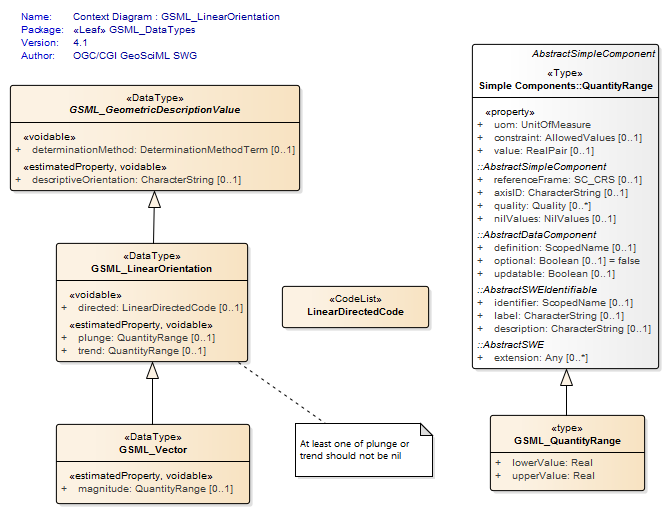 Name: Context Diagram : GSML_LinearOrientation
Package: «Leaf» GSML_DataTypes
Version: 4.1
Author: OGC/CGI GeoSciML SWG
«DataType»
GSML_GeometricDescriptionValue
«voidable»
+ determinationMethod: DeterminationMethodTerm [0..1]
«estimatedProperty, voidable»
+ descriptiveOrientation: CharacterString [0..1]
«DataType»
GSML_LinearOrientation
«voidable»
+ directed: LinearDirectedCode [0..1]
«estimatedProperty, voidable»
+ plunge: QuantityRange [0..1]
+ trend: QuantityRange [0..1]
«DataType»
GSML_Vector
«estimatedProperty, voidable»
+ magnitude: QuantityRange [0..1]
«CodeList»
LinearDirectedCode
At least one of plunge or
trend should not be nil
AbstractSimpleComponent
«Type»
Simple Components::QuantityRange
«property»
+ uom: UnitOfMeasure
+ constraint: AllowedValues [0..1]
+ value: RealPair [0..1]
::AbstractSimpleComponent
+ referenceFrame: SC_CRS [0..1]
+ axisID: CharacterString [0..1]
+ quality: Quality [0..*]
+ nilValues: NilValues [0..1]
::AbstractDataComponent
+ definition: ScopedName [0..1]
+ optional: Boolean [0..1] = false
+ updatable: Boolean [0..1]
::AbstractSWEIdentifiable
+ identifier: ScopedName [0..1]
+ label: CharacterString [0..1]
+ description: CharacterString [0..1]
::AbstractSWE
+ extension: Any [0..*]
«type»
GSML_QuantityRange
+ lowerValue: Real
+ upperValue: Real